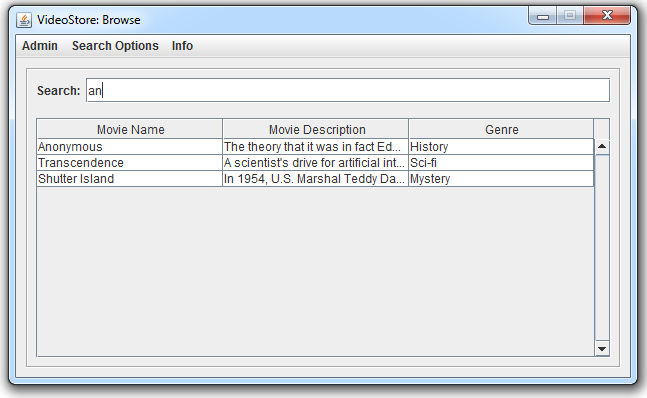 VideoStore: Browse
Admin Search Options Info
Search: an
Movie Name Movie Description Genre
Anonymous The theory that it was in fact Ed... History
Transcendence A scientist's drive for artificial int... Sci-fi
Shutter Island In 1954, U.S. Marshal Teddy Da... Mystery